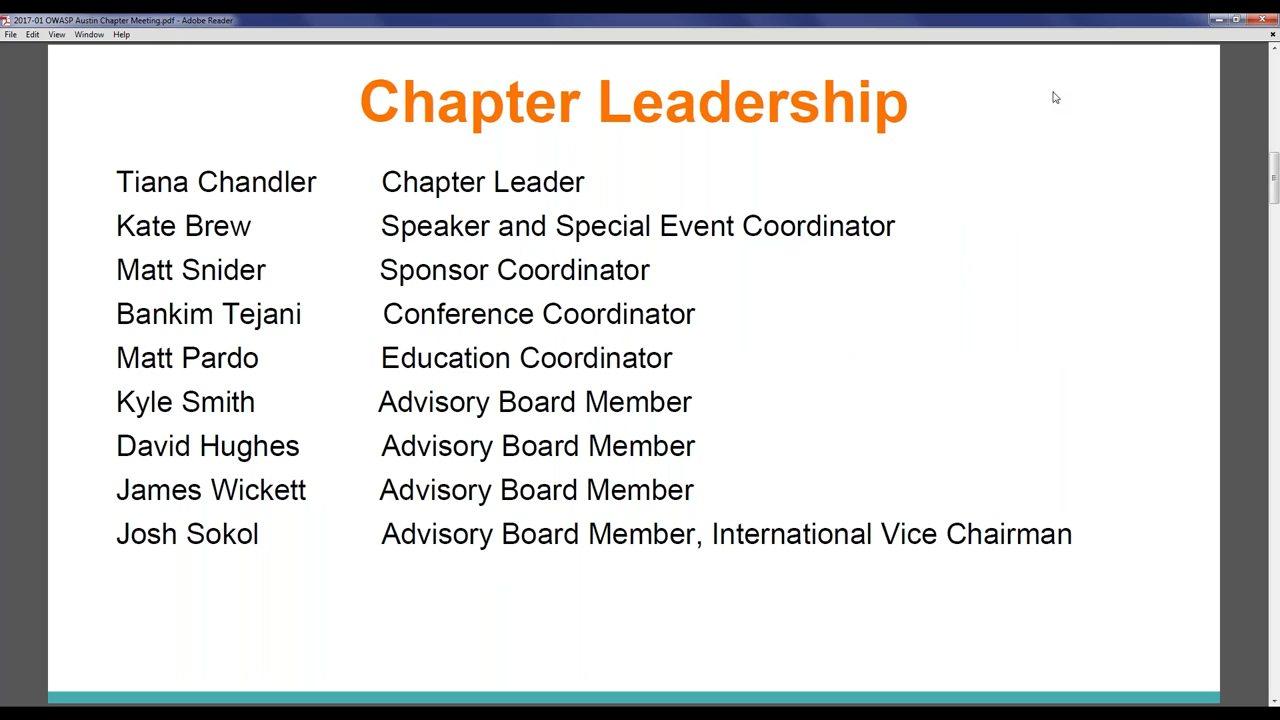 2017-01 OWASP Austin Chapter Meeting.pdf - Adobe Reader
File Edit View Window Help
Chapter Leadership
Tiana Chandler Chapter Leader
Kate Brew Speaker and Special Event Coordinator
Matt Snider Sponsor Coordinator
Bankim Tejani Conference Coordinator
Matt Pardo Education Coordinator
Kyle Smith Advisory Board Member
David Hughes Advisory Board Member
James Wickett Advisory Board Member
Josh Sokol Advisory Board Member, International Vice Chairman